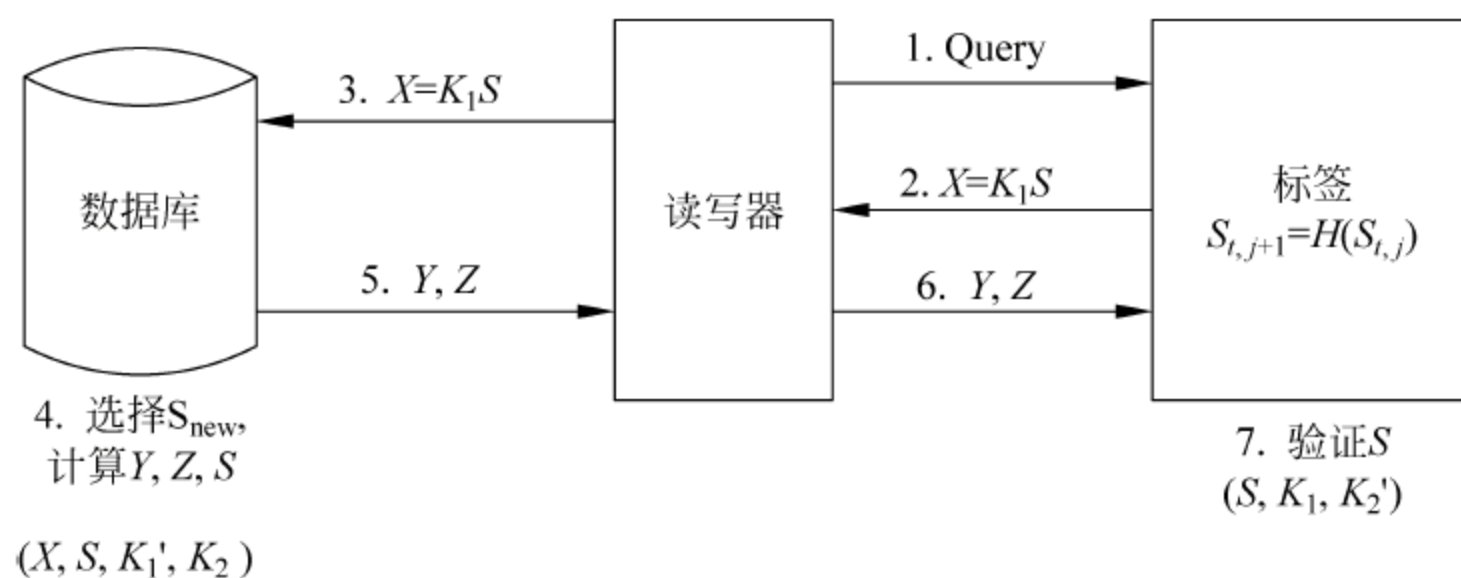 1. Query
3. X=K₁S
2. X=K₁S
数据库
读写器
标签
Sₜ,ⱼ₊₁=H(Sₜ,ⱼ)
5. Y, Z
6. Y, Z
4. 选择Snew,
计算Y, Z, S
(X, S, K₁', K₂ )
7. 验证S
(S, K₁, K₂')